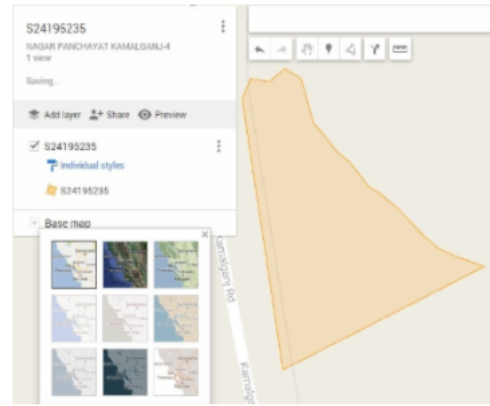 S24195235
NAGAR PANCHAYAT KAMALGANJ-4
1 view
Saving...
Add layer Share Preview
S24195235
Individual styles
S24195235
Base map
Kamalganj Rd